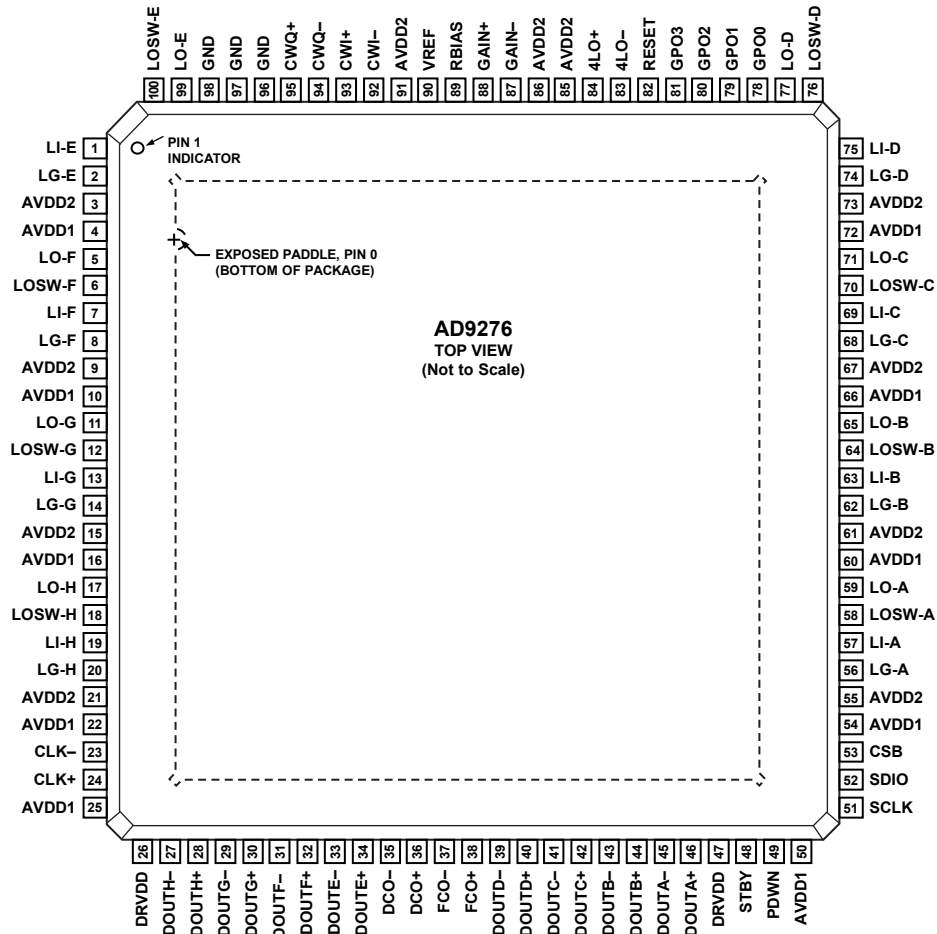 LOSW-E
LO-E
GND
GND
GND
CWQ+
CWQ–
CWI+
CWI–
AVDD2
VREF
RBIAS
GAIN+
GAIN–
AVDD2
AVDD2
4LO+
4LO–
RESET
GPO3
GPO2
GPO1
GPO0
LO-D
LOSW-D
100 99 98 97 96 95 94 93 92 91 90 89 88 87 86 85 84 83 82 81 80 79 78 77 76
LI-E 1
LG-E 2
AVDD2 3
AVDD1 4
LO-F 5
LOSW-F 6
LI-F 7
LG-F 8
AVDD2 9
AVDD1 10
LO-G 11
LOSW-G 12
LI-G 13
LG-G 14
AVDD2 15
AVDD1 16
LO-H 17
LOSW-H 18
LI-H 19
LG-H 20
AVDD2 21
AVDD1 22
CLK– 23
CLK+ 24
AVDD1 25
PIN 1
INDICATOR
EXPOSED PADDLE, PIN 0
(BOTTOM OF PACKAGE)
AD9276
TOP VIEW
(Not to Scale)
75 LI-D
74 LG-D
73 AVDD2
72 AVDD1
71 LO-C
70 LOSW-C
69 LI-C
68 LG-C
67 AVDD2
66 AVDD1
65 LO-B
64 LOSW-B
63 LI-B
62 LG-B
61 AVDD2
60 AVDD1
59 LO-A
58 LOSW-A
57 LI-A
56 LG-A
55 AVDD2
54 AVDD1
53 CSB
52 SDIO
51 SCLK
26 27 28 29 30 31 32 33 34 35 36 37 38 39 40 41 42 43 44 45 46 47 48 49 50
DRVDD
DOUTH–
DOUTH+
DOUTG–
DOUTG+
DOUTF–
DOUTF+
DOUTE–
DOUTE+
DCO–
DCO+
FCO–
FCO+
DOUTD–
DOUTD+
DOUTC–
DOUTC+
DOUTB–
DOUTB+
DOUTA–
DOUTA+
DRVDD
STBY
PDWN
AVDD1